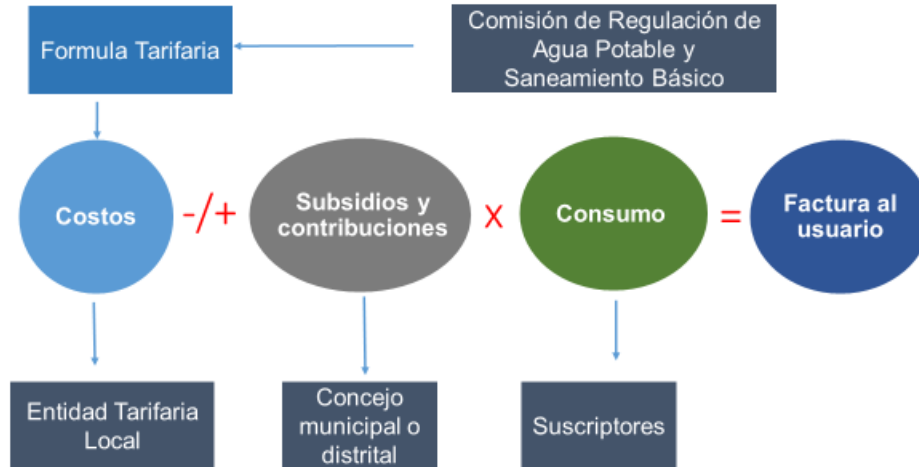 Formula Tarifaria
Comisión de Regulación de
Agua Potable y
Saneamiento Básico
Costos
-/+
Subsidios y
contribuciones
x
Consumo
=
Factura al
usuario
Entidad Tarifaria
Local
Concejo
municipal o
distrital
Suscriptores